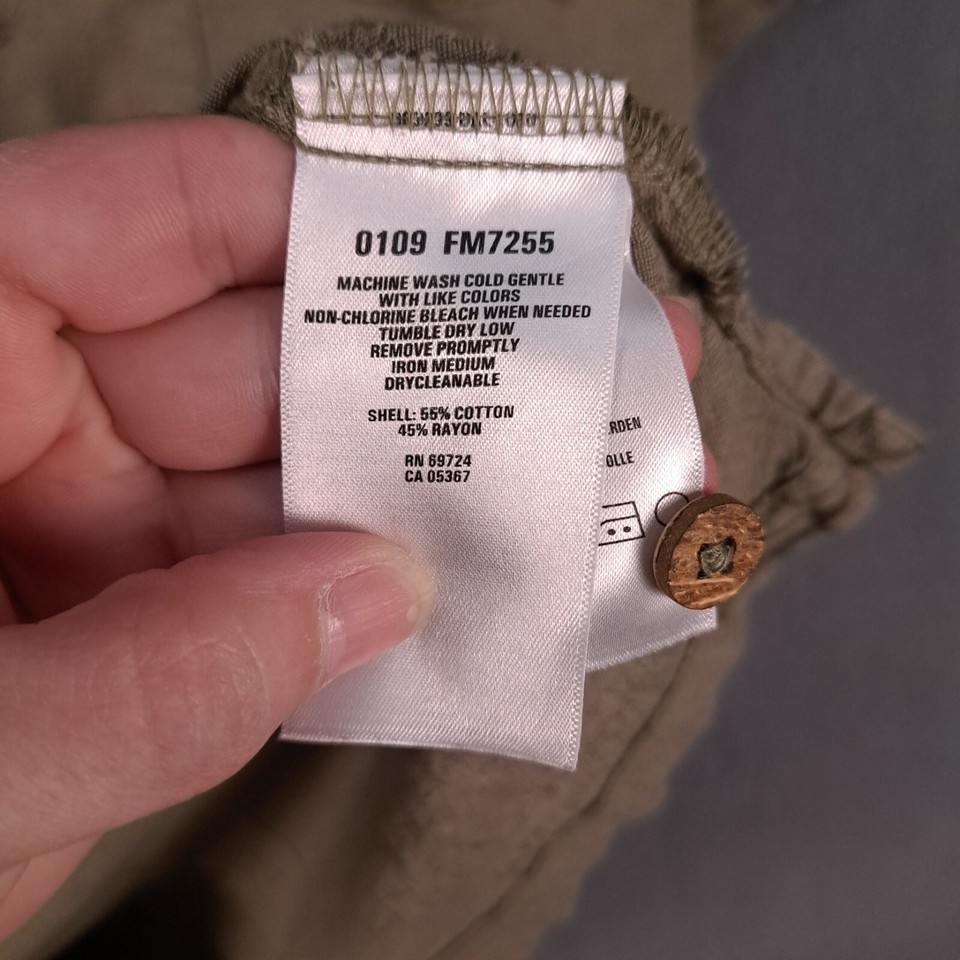 0109 FM7255
MACHINE WASH COLD GENTLE
WITH LIKE COLORS
NON-CHLORINE BLEACH WHEN NEEDED
TUMBLE DRY LOW
REMOVE PROMPTLY
IRON MEDIUM
DRYCLEANABLE
SHELL: 55% COTTON
45% RAYON
RN 69724
CA 05367
RDEN
OLLE